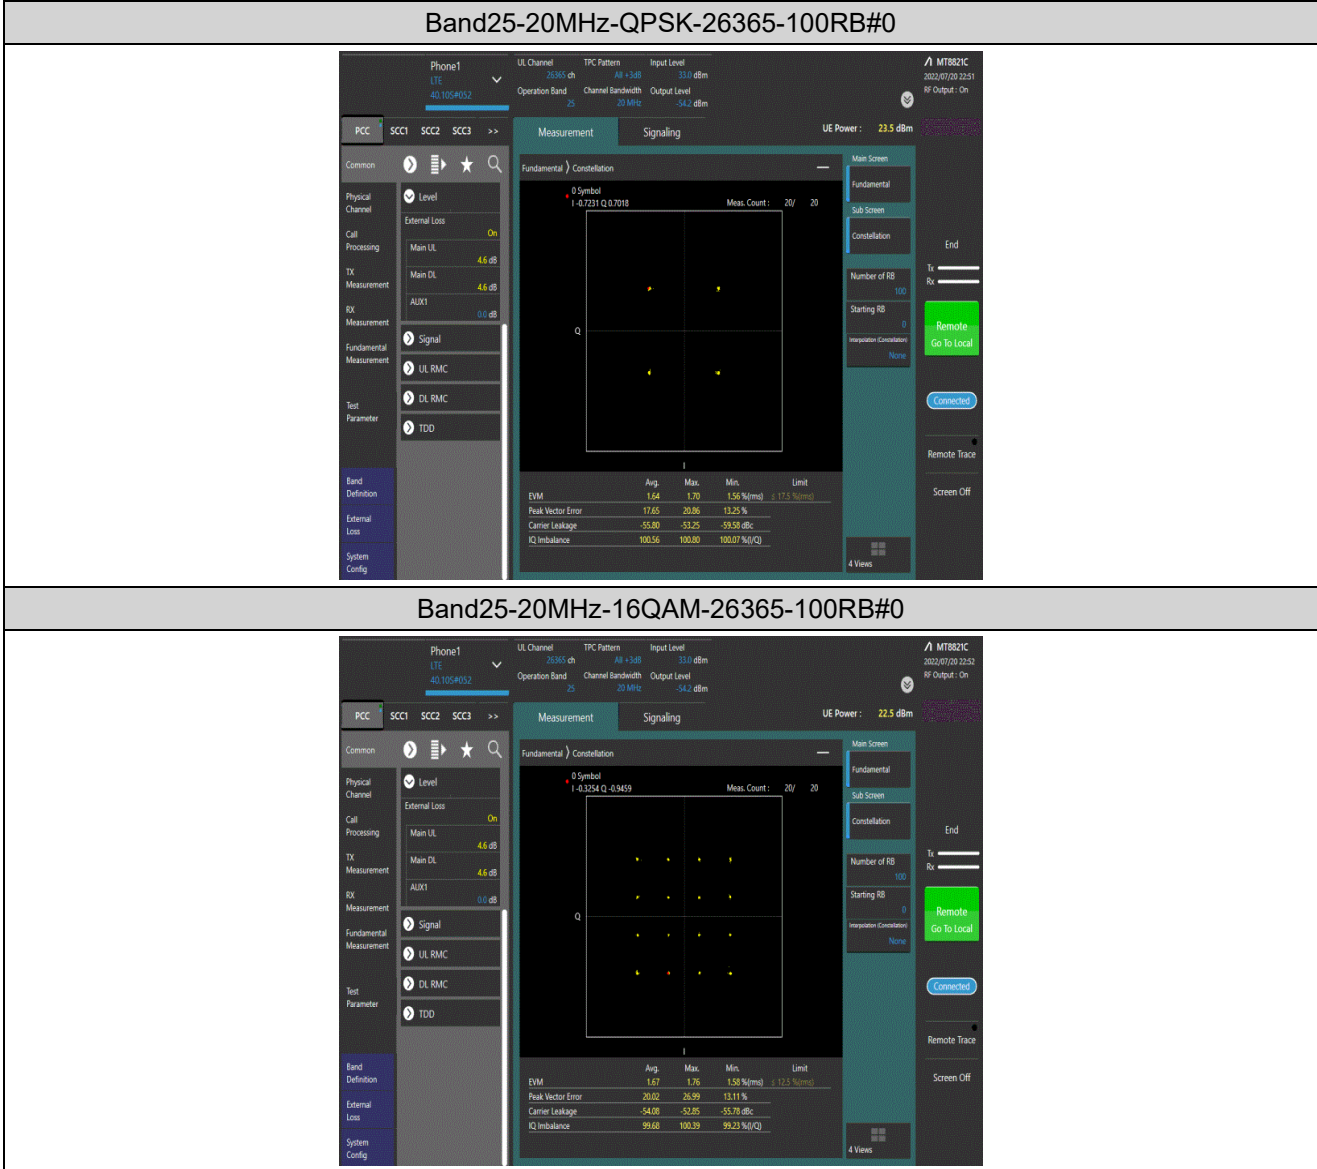 Band25-20MHz-QPSK-26365-100RB#0
Phone1
LTE
40.105#052
UL Channel TPC Pattern Input Level
26365 ch All +3dB 33.0 dBm
Operation Band Channel Bandwidth Output Level
25 20 MHz -54.2 dBm
MT8821C
2022/07/20 22:51
RF Output : On
PCC SCC1 SCC2 SCC3 >>
Measurement Signaling
UE Power : 23.5 dBm
Common
Physical
Channel
Call
Processing
TX
Measurement
RX
Measurement
Fundamental
Measurement
Test
Parameter
Band
Definition
External
Loss
System
Config
Level
External Loss
On
Main UL
4.6 dB
Main DL
4.6 dB
AUX1
0.0 dB
Signal
UL RMC
DL RMC
TDD
Fundamental Constellation
0 Symbol
I -0.7231 Q 0.7018 Meas. Count : 20/ 20
Q
I
Avg. Max. Min. Limit
EVM 1.64 1.70 1.56 %(rms) ≤ 17.5 %(rms)
Peak Vector Error 17.65 20.86 13.25 %
Carrier Leakage -55.80 -53.25 -59.58 dBc
IQ Imbalance 100.56 100.80 100.07 %(I/Q)
Main Screen
Fundamental
Sub Screen
Constellation
Number of RB
100
Starting RB
0
Interpolation (Constellation)
None
4 Views
End
Tx
Rx
Remote
Go To Local
Connected
Remote Trace
Screen Off
Band25-20MHz-16QAM-26365-100RB#0
Phone1
LTE
40.105#052
UL Channel TPC Pattern Input Level
26365 ch All +3dB 33.0 dBm
Operation Band Channel Bandwidth Output Level
25 20 MHz -54.2 dBm
MT8821C
2022/07/20 22:52
RF Output : On
PCC SCC1 SCC2 SCC3 >>
Measurement Signaling
UE Power : 22.5 dBm
Common
Physical
Channel
Call
Processing
TX
Measurement
RX
Measurement
Fundamental
Measurement
Test
Parameter
Band
Definition
External
Loss
System
Config
Level
External Loss
On
Main UL
4.6 dB
Main DL
4.6 dB
AUX1
0.0 dB
Signal
UL RMC
DL RMC
TDD
Fundamental Constellation
0 Symbol
I -0.3254 Q -0.9459 Meas. Count : 20/ 20
Q
I
Avg. Max. Min. Limit
EVM 1.67 1.76 1.58 %(rms) ≤ 12.5 %(rms)
Peak Vector Error 20.02 26.99 13.11 %
Carrier Leakage -54.08 -52.85 -55.78 dBc
IQ Imbalance 99.68 100.39 99.23 %(I/Q)
Main Screen
Fundamental
Sub Screen
Constellation
Number of RB
100
Starting RB
0
Interpolation (Constellation)
None
4 Views
End
Tx
Rx
Remote
Go To Local
Connected
Remote Trace
Screen Off